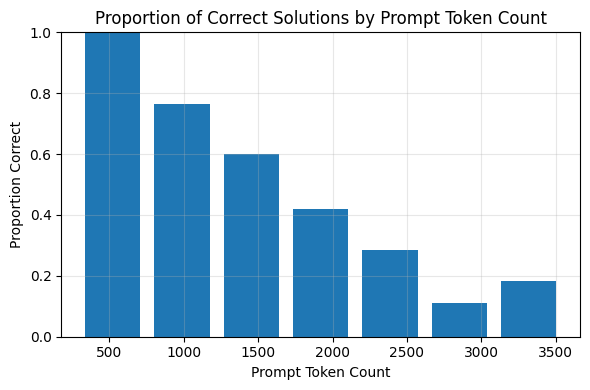 Proportion of Correct Solutions by Prompt Token Count
1.0
0.8
0.6
0.4
0.2
0.0
Proportion Correct
500 1000 1500 2000 2500 3000 3500
Prompt Token Count